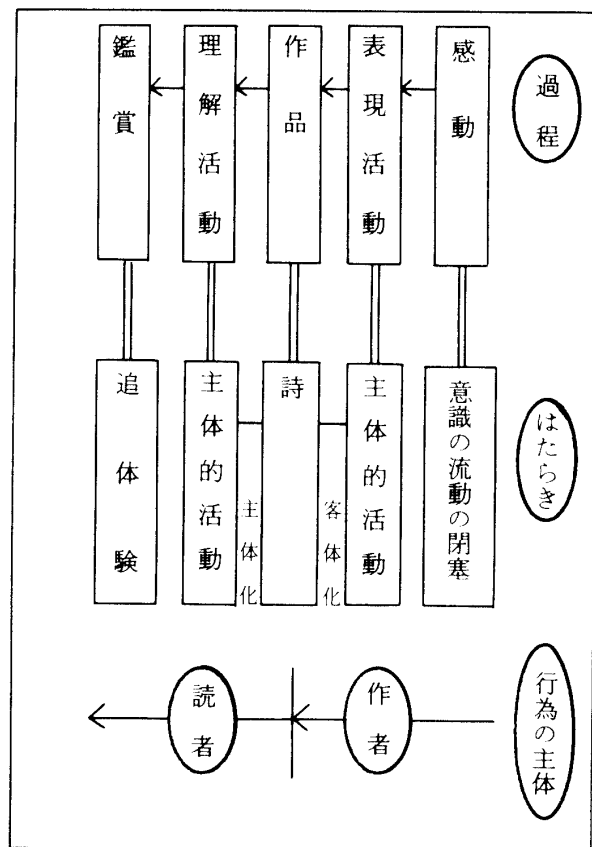 過程
感動
表現活動
作品
理解活動
鑑賞
はたらき
意識の流動の閉塞
主体的活動
客体化
詩
主体化
主体的活動
追体験
行為の主体
作者
読者